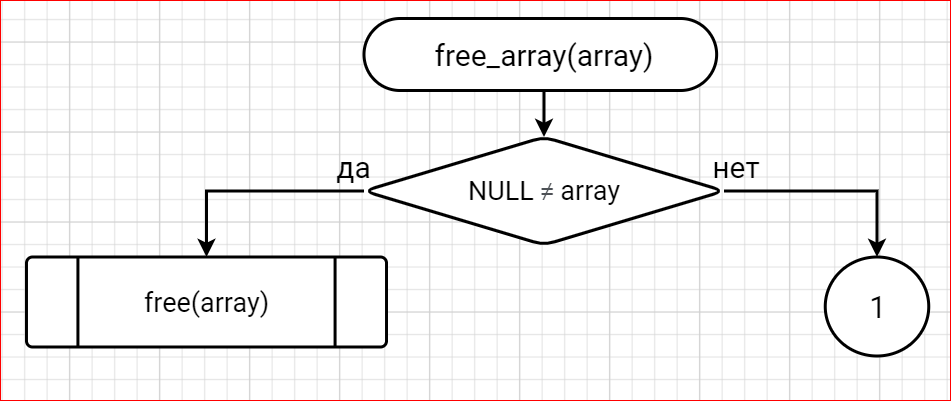 free_array(array)
да
нет
NULL ≠ array
free(array)
1